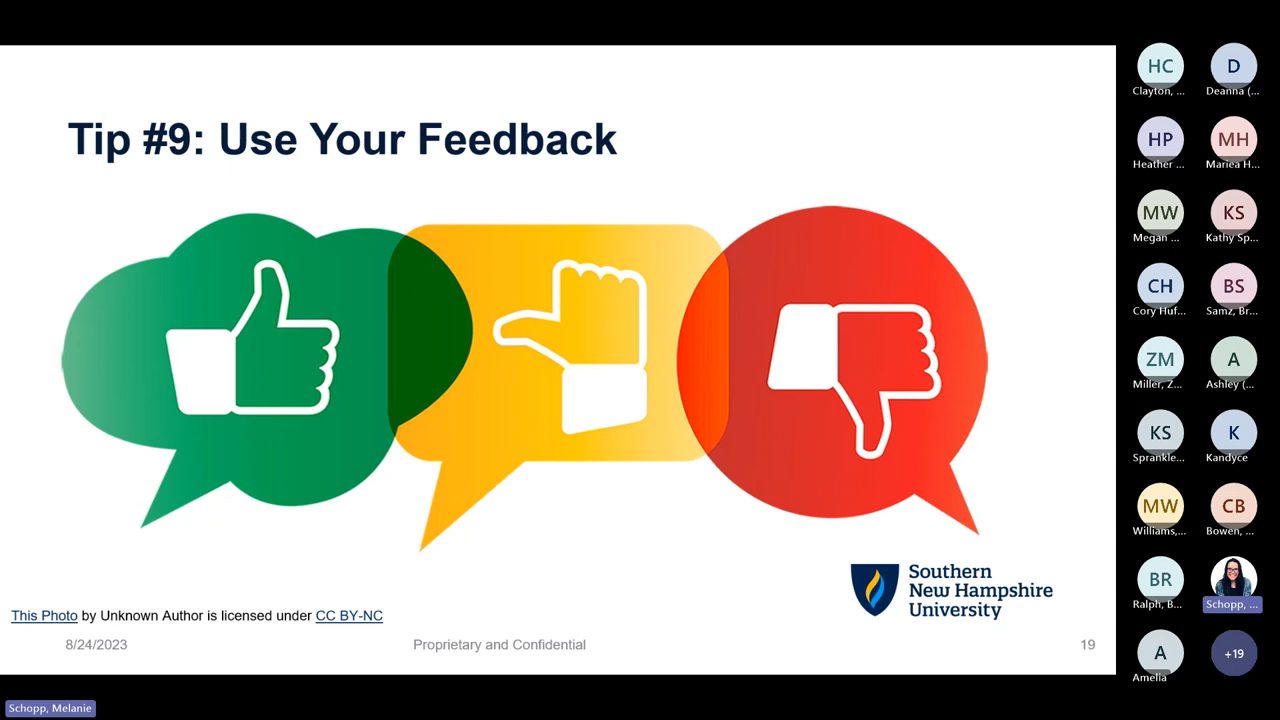 Tip #9: Use Your Feedback
Southern
New Hampshire
University
This Photo by Unknown Author is licensed under CC BY-NC
8/24/2023
Proprietary and Confidential
19
Schopp, Melanie
HC
Clayton, ...
D
Deanna (...
HP
Heather ...
MH
Mariea H...
MW
Megan ...
KS
Kathy Sp...
CH
Cory Huf...
BS
Samz, Br...
ZM
Miller, Z...
A
Ashley (...
KS
Sprankle...
K
Kandyce
MW
Williams,...
CB
Bowen, ...
BR
Ralph, B...
Schopp, ...
A
Amelia
+19